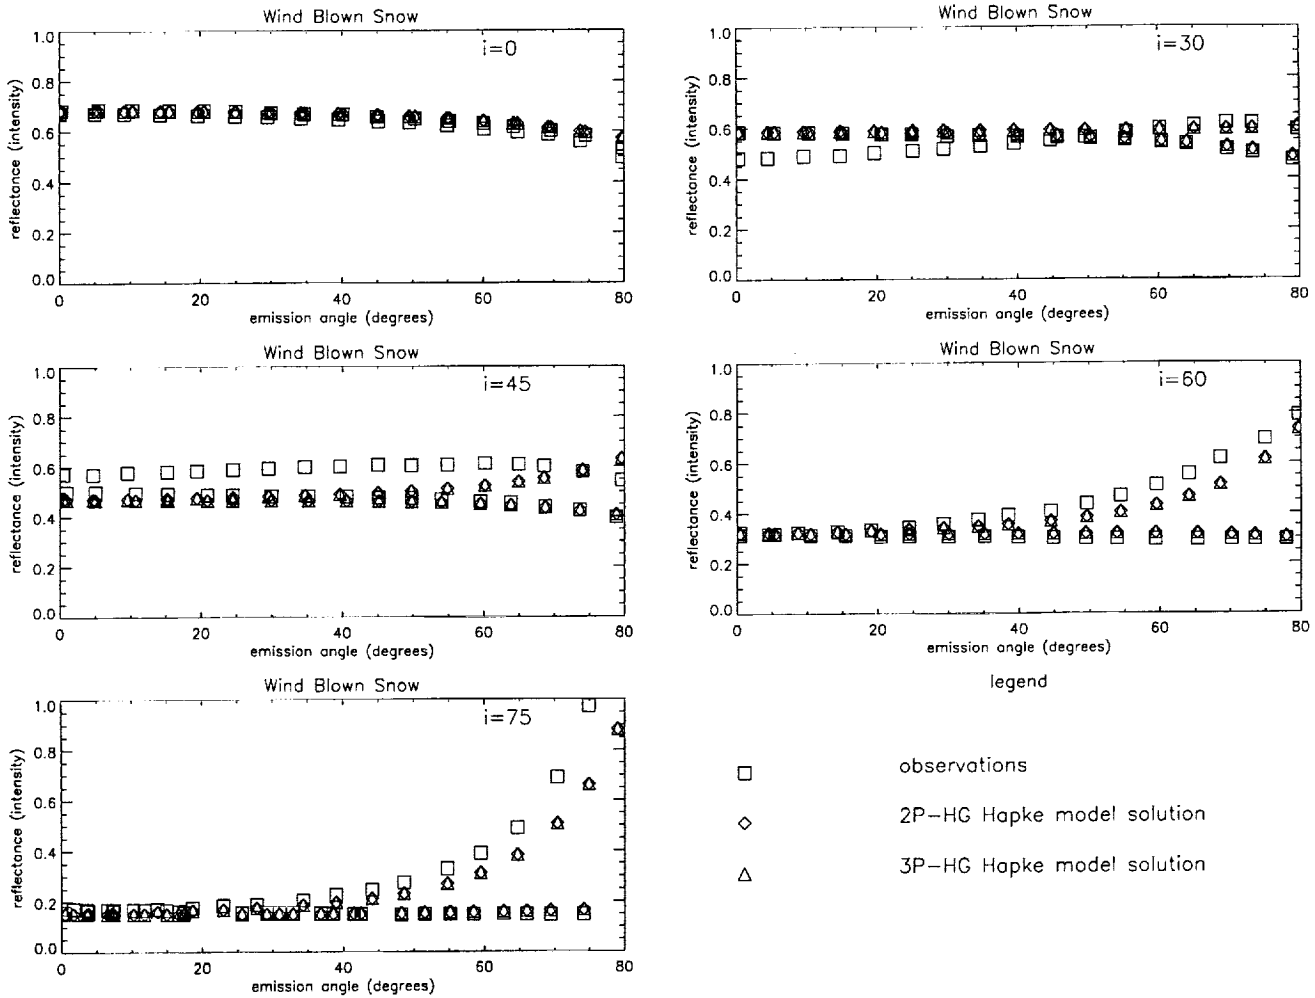 Wind Blown Snow
i=0
1.0
0.8
0.6
0.4
0.2
0.0
reflectance (intensity)
0 20 40 60 80
emission angle (degrees)
Wind Blown Snow
i=30
1.0
0.8
0.6
0.4
0.2
0.0
reflectance (intensity)
0 20 40 60 80
emission angle (degrees)
Wind Blown Snow
i=45
1.0
0.8
0.6
0.4
0.2
0.0
reflectance (intensity)
0 20 40 60 80
emission angle (degrees)
Wind Blown Snow
i=60
1.0
0.8
0.6
0.4
0.2
0.0
reflectance (intensity)
0 20 40 60 80
emission angle (degrees)
Wind Blown Snow
i=75
1.0
0.8
0.6
0.4
0.2
0.0
reflectance (intensity)
0 20 40 60 80
emission angle (degrees)
legend
observations
2P-HG Hapke model solution
3P-HG Hapke model solution